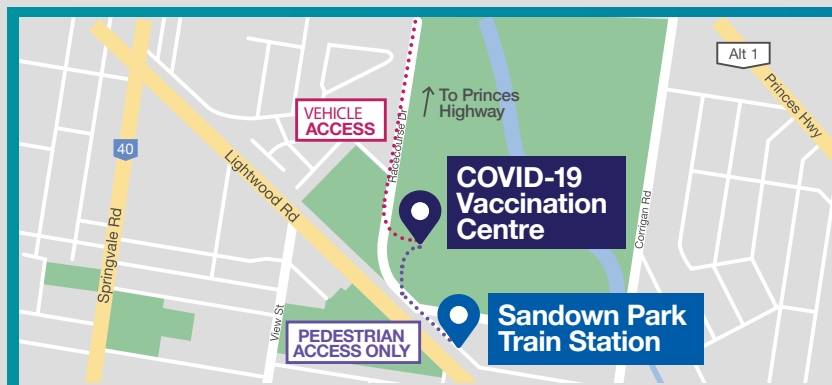 Alt 1
Princes Hwy
To Princes
Highway
VEHICLE
ACCESS
Racecourse Dr
40
Lightwood Rd
COVID-19
Vaccination
Centre
Corrigan Rd
Springvale Rd
View St
PEDESTRIAN
ACCESS ONLY
Sandown Park
Train Station